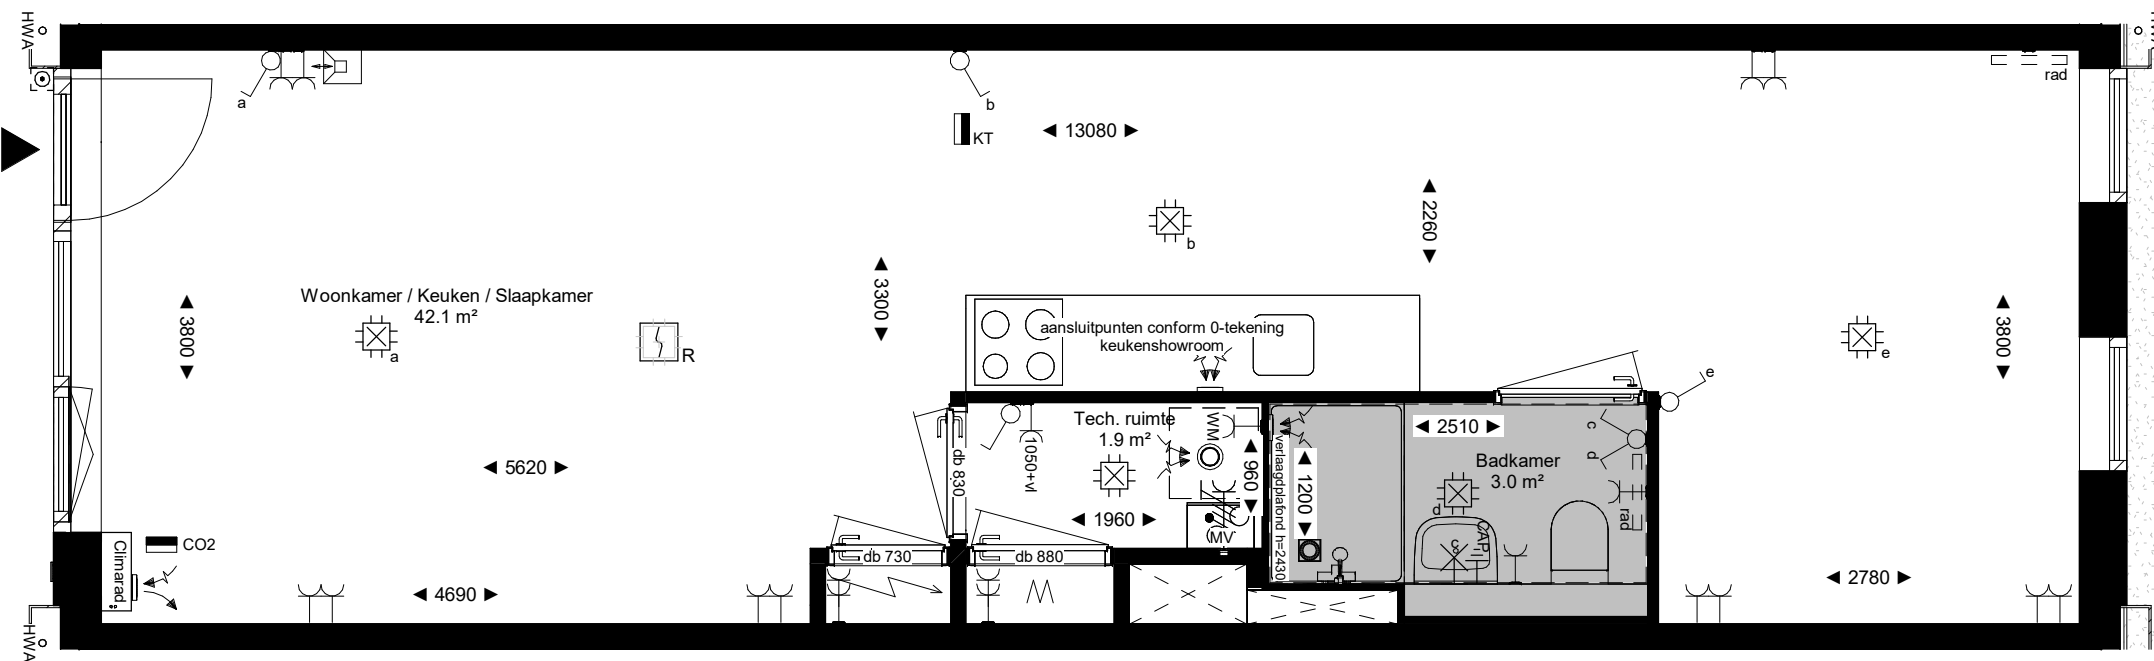 HWA
a
b
KT
◄ 13080 ►
rad
◄ 2260 ►
b
Woonkamer / Keuken / Slaapkamer
42.1 m²
◄ 3800 ►
a
R
◄ 3300 ►
aansluitpunten conform 0-tekening
keukenshowroom
e
◄ 3800 ►
e
◄ 5620 ►
db 830
1050+vl
Tech. ruimte
1.9 m²
WM
◄ 960 ►
◄ 1960 ►
MV
verlaagdplafond h=2430
◄ 1200 ►
◄ 2510 ►
c
d
Badkamer
3.0 m²
d
rad
CAP
c
CO2
Climarad
db 730
db 880
◄ 4690 ►
◄ 2780 ►
HWA